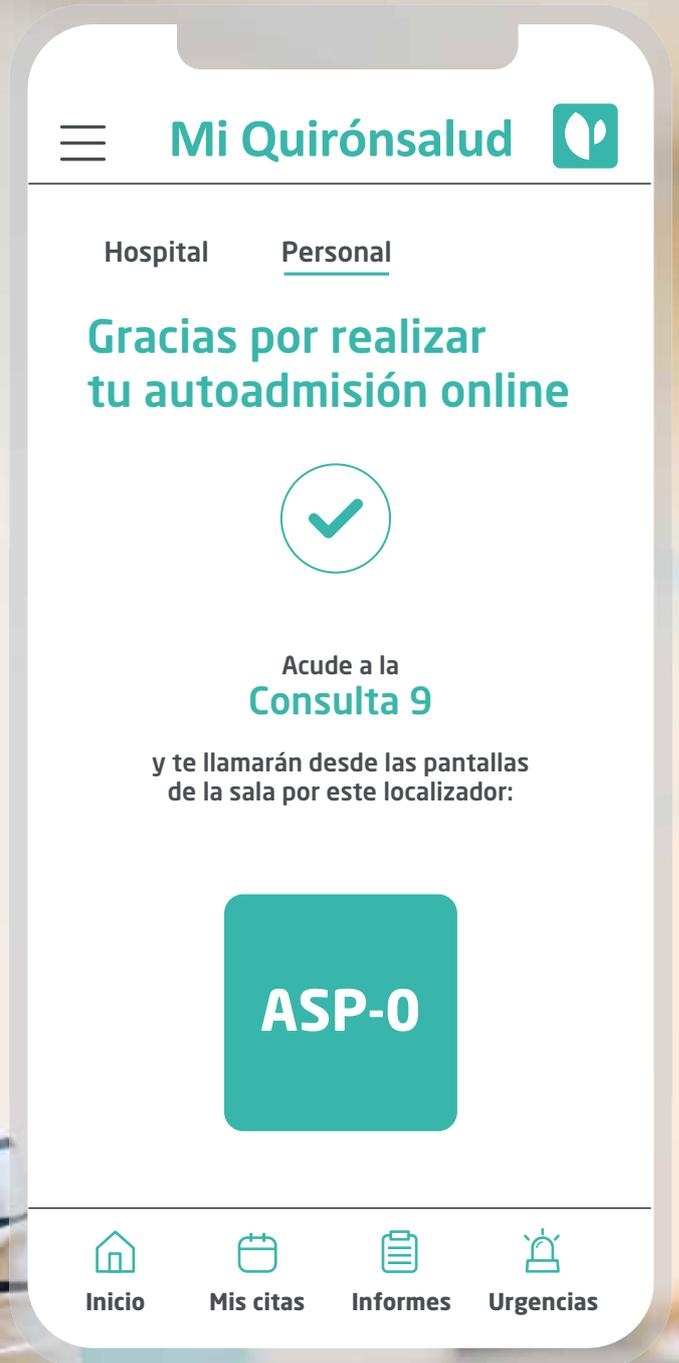 Mi Quirónsalud
Hospital
Personal
Gracias por realizar
tu autoadmisión online
Acude a la
Consulta 9
y te llamarán desde las pantallas
de la sala por este localizador:
ASP-0
Inicio
Mis citas
Informes
Urgencias